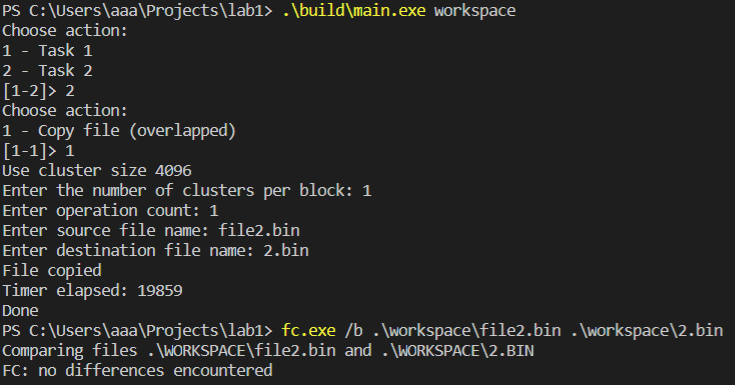 PS C:\Users\aaa\Projects\lab1> .\build\main.exe workspace
Choose action:
1 - Task 1
2 - Task 2
[1-2]> 2
Choose action:
1 - Copy file (overlapped)
[1-1]> 1
Use cluster size 4096
Enter the number of clusters per block: 1
Enter operation count: 1
Enter source file name: file2.bin
Enter destination file name: 2.bin
File copied
Timer elapsed: 19859
Done
PS C:\Users\aaa\Projects\lab1> fc.exe /b .\workspace\file2.bin .\workspace\2.bin
Comparing files .\WORKSPACE\file2.bin and .\WORKSPACE\2.BIN
FC: no differences encountered